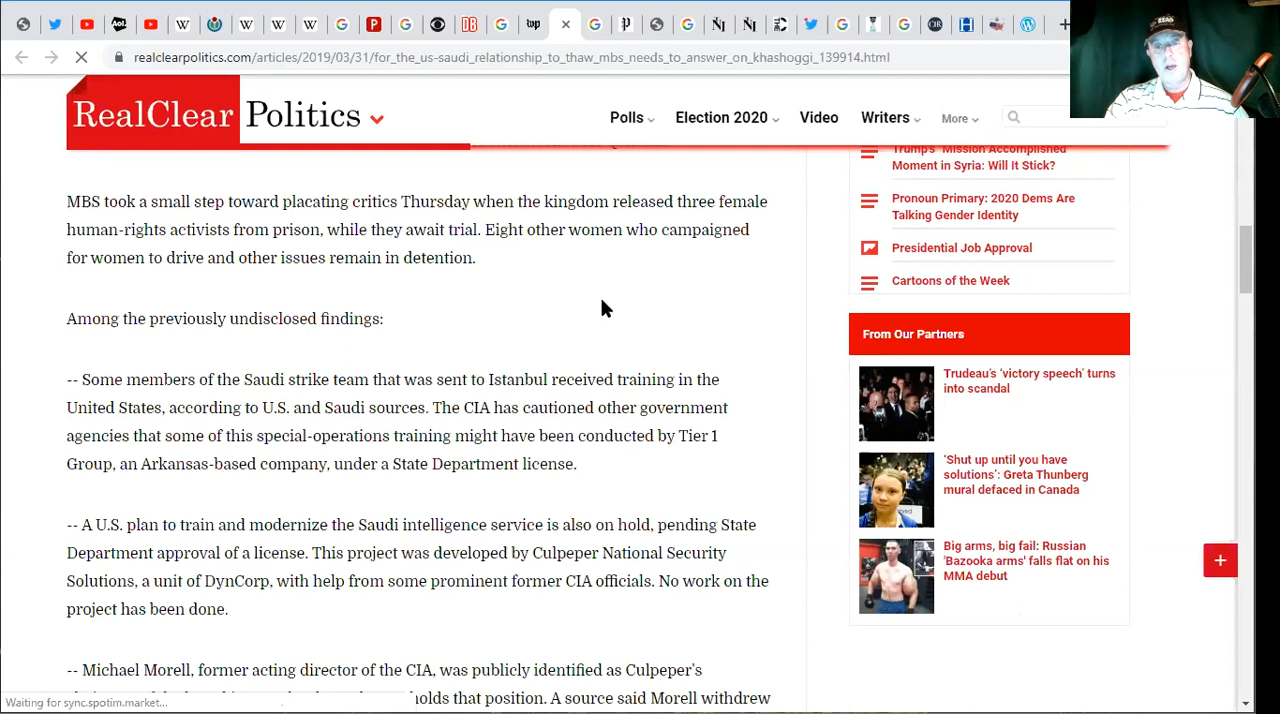 realclearpolitics.com/articles/2019/03/31/for_the_us-saudi_relationship_to_thaw_mbs_needs_to_answer_on_khashoggi_139914.html
RealClear Politics
Polls
Election 2020
Video
Writers
More
MBS took a small step toward placating critics Thursday when the kingdom released three female
human-rights activists from prison, while they await trial. Eight other women who campaigned
for women to drive and other issues remain in detention.
Among the previously undisclosed findings:
-- Some members of the Saudi strike team that was sent to Istanbul received training in the
United States, according to U.S. and Saudi sources. The CIA has cautioned other government
agencies that some of this special-operations training might have been conducted by Tier 1
Group, an Arkansas-based company, under a State Department license.
-- A U.S. plan to train and modernize the Saudi intelligence service is also on hold, pending State
Department approval of a license. This project was developed by Culpeper National Security
Solutions, a unit of DynCorp, with help from some prominent former CIA officials. No work on the
project has been done.
-- Michael Morell, former acting director of the CIA, was publicly identified as Culpeper's
holds that position. A source said Morell withdrew
Trump's 'Mission Accomplished'
Moment in Syria: Will It Stick?
Pronoun Primary: 2020 Dems Are
Talking Gender Identity
Presidential Job Approval
Cartoons of the Week
From Our Partners
Trudeau's 'victory speech' turns
into scandal
'Shut up until you have
solutions': Greta Thunberg
mural defaced in Canada
Big arms, big fail: Russian
'Bazooka arms' falls flat on his
MMA debut
Waiting for sync.spotim.market...